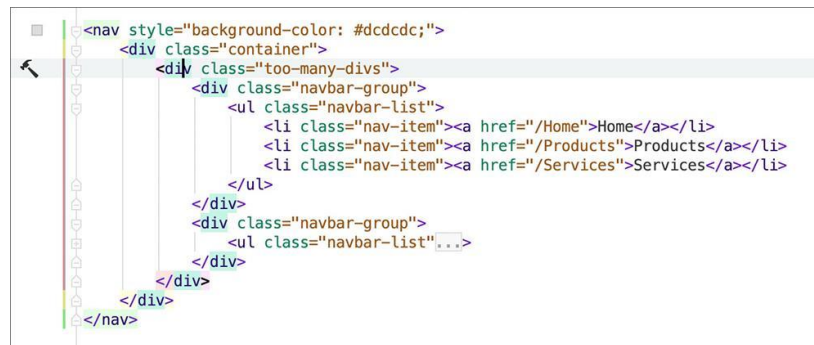 <nav style="background-color: #dcdcdc;">
<div class="container">
<div class="too-many-divs">
<div class="navbar-group">
<ul class="navbar-list">
<li class="nav-item"><a href="/Home">Home</a></li>
<li class="nav-item"><a href="/Products">Products</a></li>
<li class="nav-item"><a href="/Services">Services</a></li>
</ul>
</div>
<div class="navbar-group">
<ul class="navbar-list"...>
</div>
</div>
</div>
</nav>